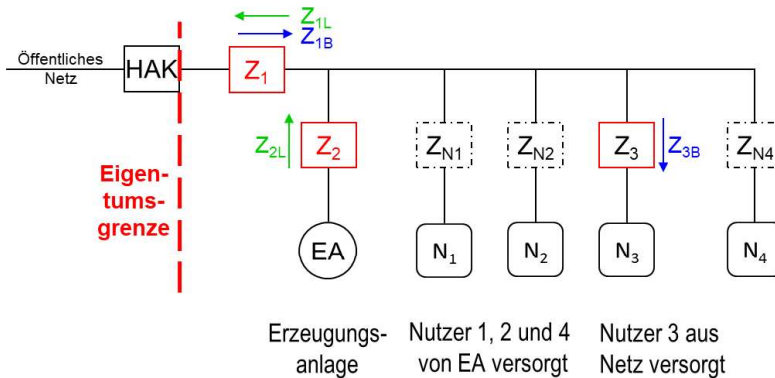 Z1L
Z1B
Öffentliches
Netz
HAK
Z1
Z2L
Z2
ZN1
ZN2
Z3
Z3B
ZN4
Eigen-
tums-
grenze
EA
N1
N2
N3
N4
Erzeugungs-
anlage
Nutzer 1, 2 und 4
von EA versorgt
Nutzer 3 aus
Netz versorgt